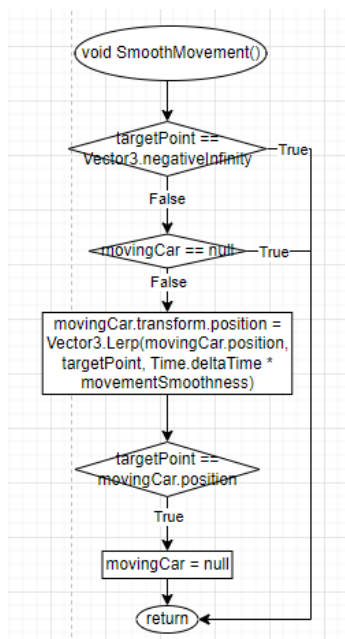 void SmoothMovement()
targetPoint ==
Vector3.negativeInfinity
True
False
movingCar == null
True
False
movingCar.transform.position =
Vector3.Lerp(movingCar.position,
targetPoint, Time.deltaTime *
movementSmoothness)
targetPoint ==
movingCar.position
True
movingCar = null
return